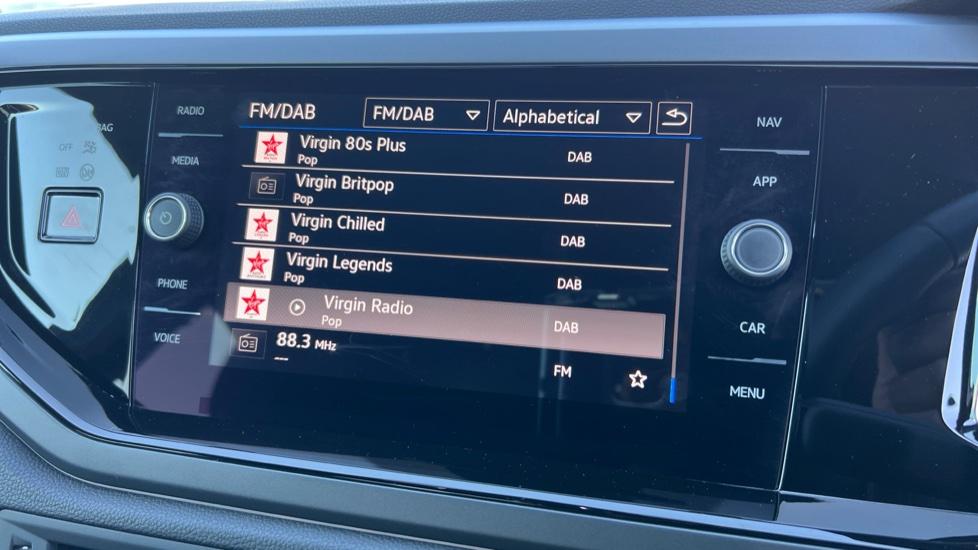 RADIO
MEDIA
PHONE
VOICE
OFF
FM/DAB FM/DAB Alphabetical
Virgin 80s Plus
Pop DAB
Virgin Britpop
Pop DAB
Virgin Chilled
Pop DAB
Virgin Legends
Pop DAB
Virgin Radio
Pop DAB
88.3 MHz
--- FM
NAV
APP
CAR
MENU